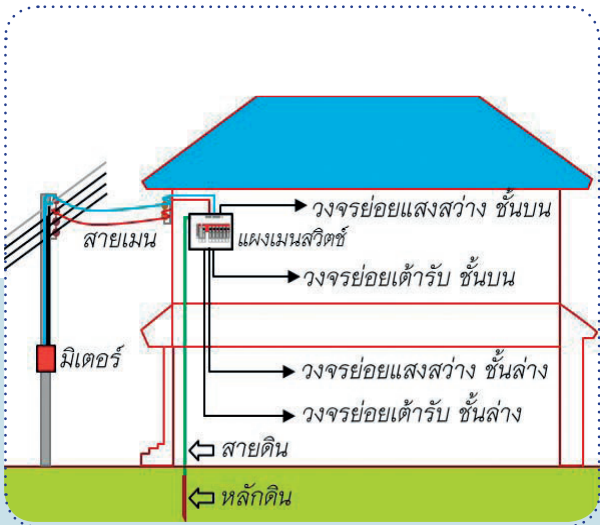 วงจรย่อยแสงสว่าง ชั้นบน
สายเมน
แผงเมนสวิตช์
วงจรย่อยเต้ารับ ชั้นบน
มิเตอร์
วงจรย่อยแสงสว่าง ชั้นล่าง
วงจรย่อยเต้ารับ ชั้นล่าง
สายดิน
หลักดิน